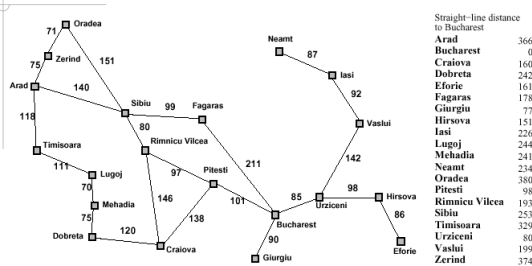 Straight−line distance
to Bucharest
Arad 366
Bucharest 0
Craiova 160
Dobreta 242
Eforie 161
Fagaras 178
Giurgiu 77
Hirsova 151
Iasi 226
Lugoj 244
Mehadia 241
Neamt 234
Oradea 380
Pitesti 98
Rimnicu Vilcea 193
Sibiu 253
Timisoara 329
Urziceni 80
Vaslui 199
Zerind 374
Oradea
71
Neamt
87
Zerind
151
75
Iasi
Arad
140
92
Sibiu
99
Fagaras
118
80
Vaslui
Timisoara
Rimnicu Vilcea
111
Lugoj
97
Pitesti
211
142
70
98
Hirsova
85
Mehadia
146
101
Urziceni
75
138
86
Bucharest
120
90
Dobreta
Craiova
Eforie
Giurgiu